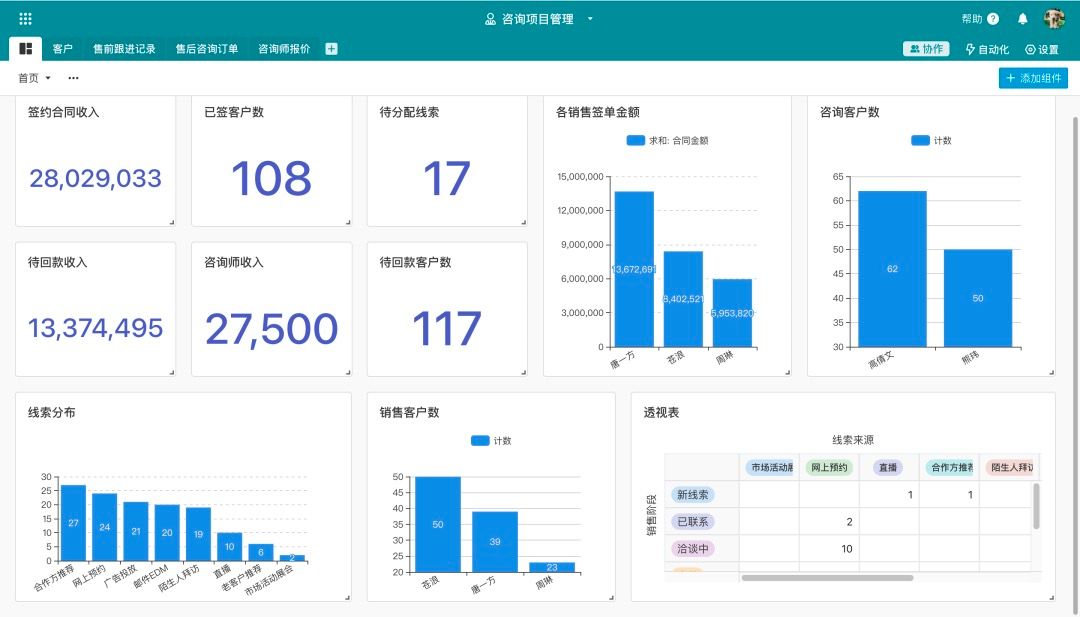 咨询项目管理
帮助
客户 售前跟进记录 售后咨询订单 咨询师报价
协作 自动化 设置
首页 ...
+ 添加组件
签约合同收入
28,029,033
已签客户数
108
待分配线索
17
各销售签单金额
求和: 合同金额
15,000,000
12,000,000
9,000,000
6,000,000
3,000,000
0
8,402,521
5,953,820
唐一方 苍浪 周琳
咨询客户数
计数
65
60
55
50
45
40
35
30
62
50
高倩文 熊玮
待回款收入
13,374,495
咨询师收入
27,500
待回款客户数
117
线索分布
30
25
20
15
10
5
0
27 24 21 20 19 10 6 2
合作方推荐 网上预约 广告投放 邮件EDM 陌生人拜访 直播 老客户推荐 市场活动展会
销售客户数
计数
50
45
40
35
30
25
20
50 39 23
苍浪 唐一方 周琳
透视表
线索来源
市场活动 网上预约 直播 合作方推 陌生人拜
销售阶段
新线索 1 1
已联系 2
洽谈中 10